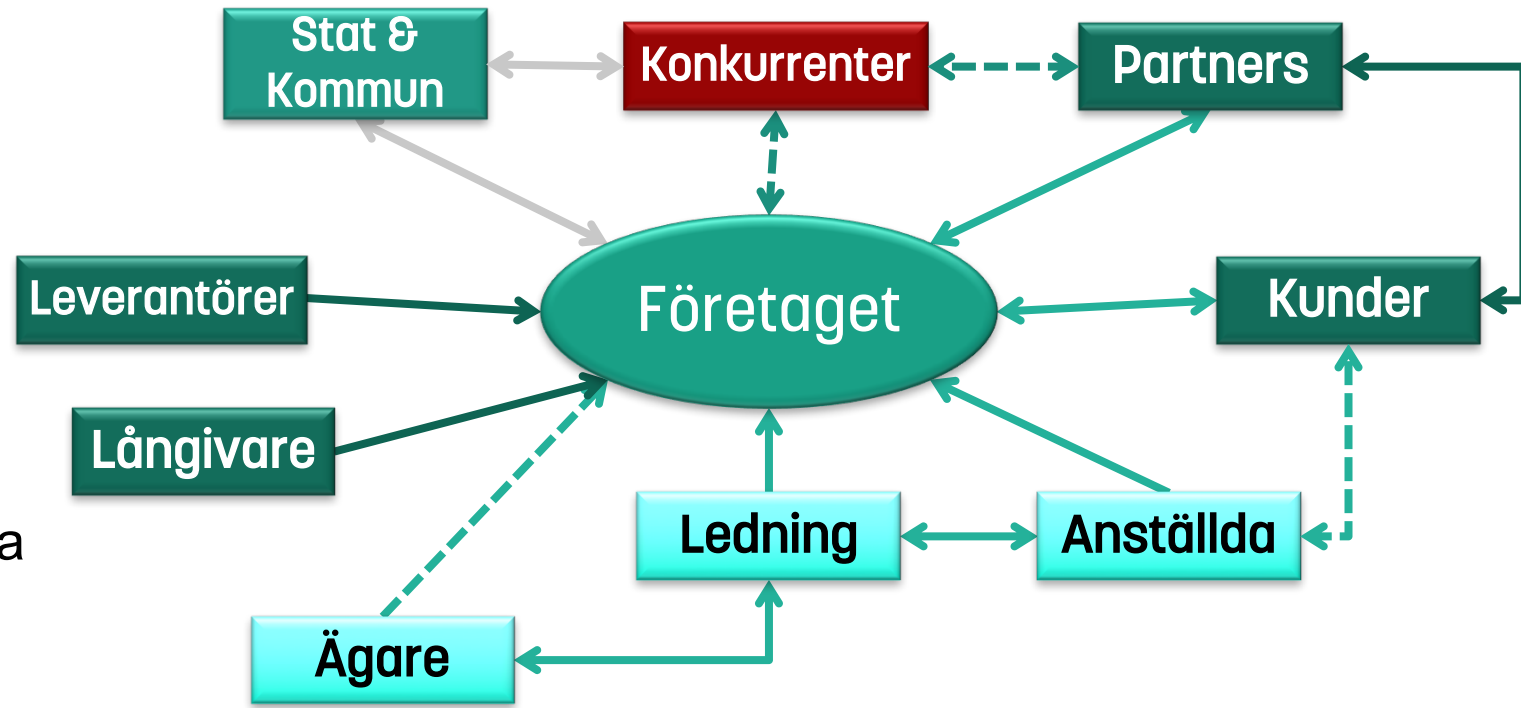 Stat &
Kommun
Konkurrenter
Partners
Leverantörer
Företaget
Kunder
Långivare
a
Ledning
Anställda
Ägare